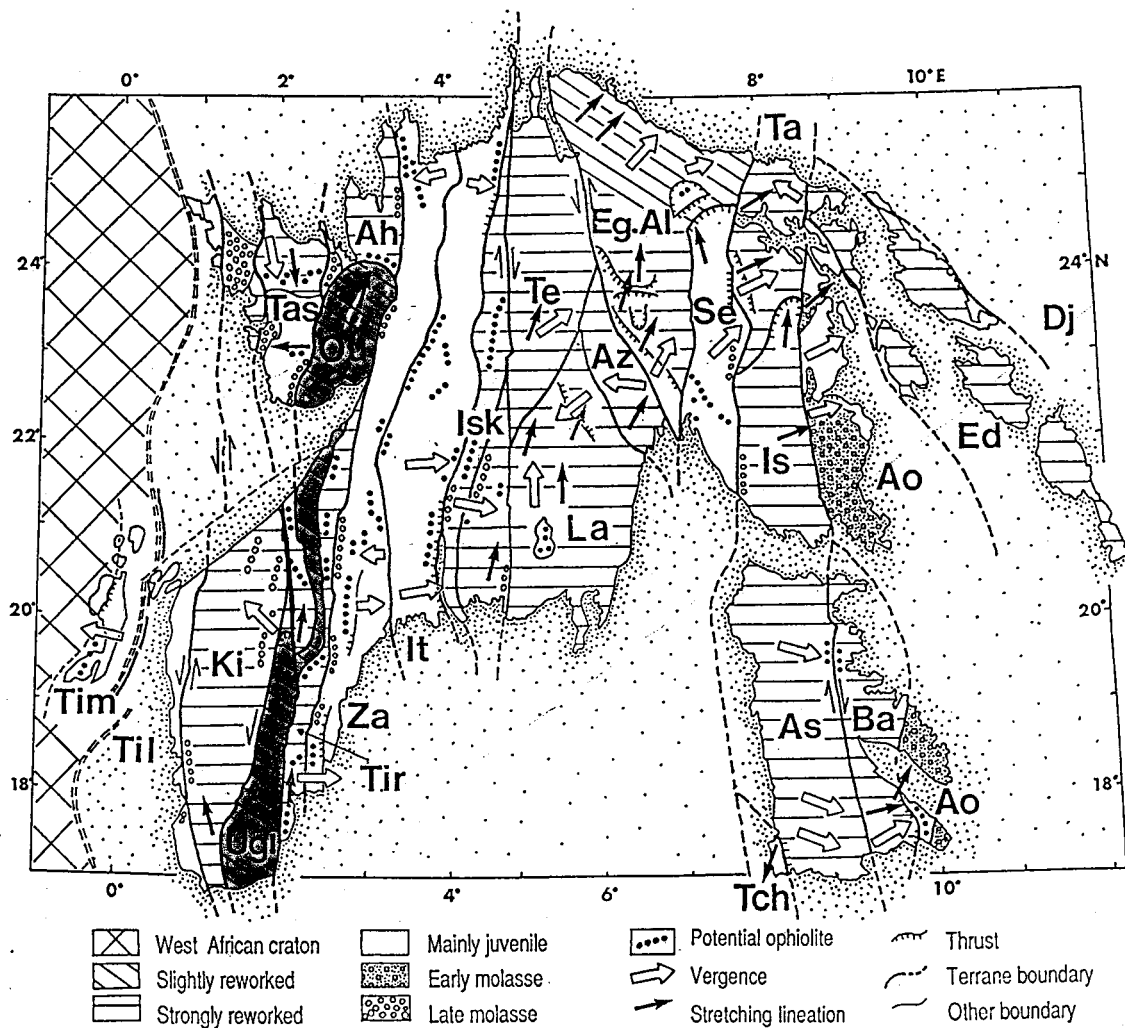 0° 2° 4° 6° 8° 10° E
Ta
Ah
Eg.Al
24°
24° N
Te
Tas
Ou
Se
Dj
Az
Isk
22°
22°
Is
Ed
Ao
La
20°
20°
It
Ki
Tim
Za
As
Ba
Til
Tir
18°
18°
Ao
Ugi
Tch
0° 2° 4° 6° 8° 10°
West African craton
Slightly reworked
Strongly reworked
Mainly juvenile
Early molasse
Late molasse
Potential ophiolite
Vergence
Stretching lineation
Thrust
Terrane boundary
Other boundary